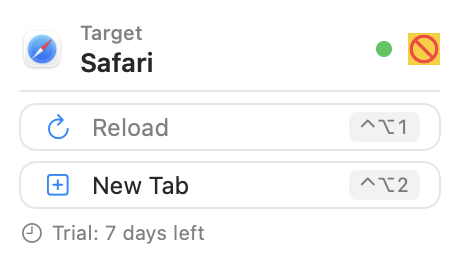 Target
Safari
Reload ⌃⌥1
New Tab ⌃⌥2
Trial: 7 days left